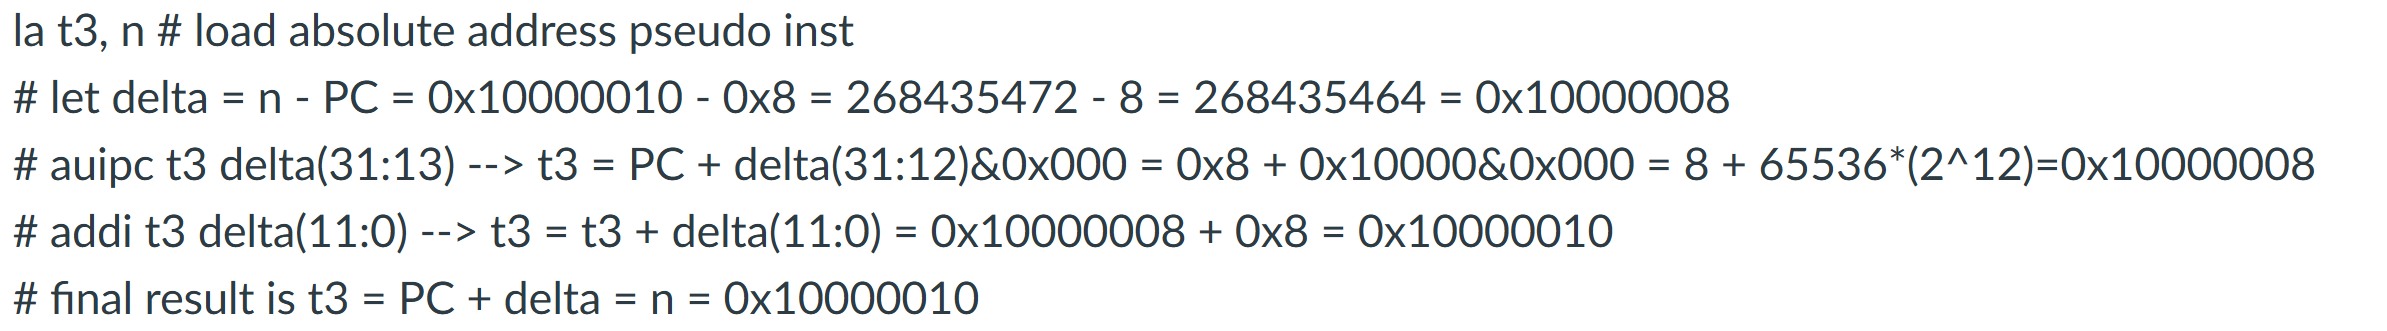 la t3, n # load absolute address pseudo inst
# let delta = n - PC = 0x10000010 - 0x8 = 268435472 - 8 = 268435464 = 0x10000008
# auipc t3 delta(31:13) --> t3 = PC + delta(31:12)&0x000 = 0x8 + 0x10000&0x000 = 8 + 65536*(2^12)=0x10000008
# addi t3 delta(11:0) --> t3 = t3 + delta(11:0) = 0x10000008 + 0x8 = 0x10000010
# final result is t3 = PC + delta = n = 0x10000010